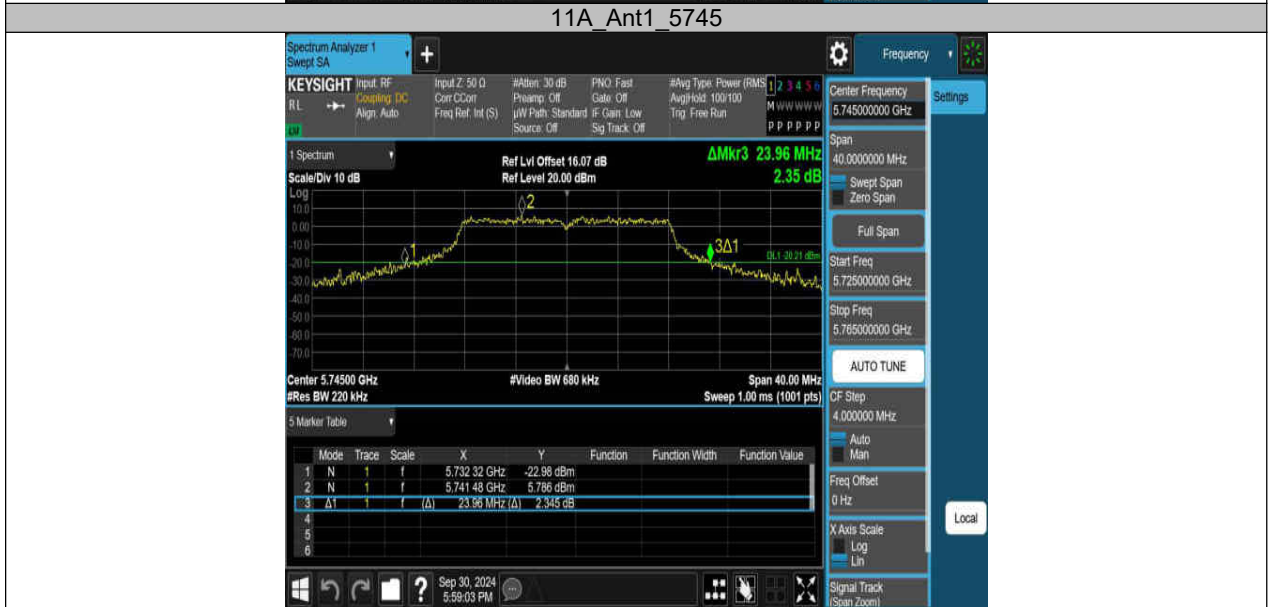 11A_Ant1_5745
Spectrum Analyzer 1
Swept SA
+
Frequency
KEYSIGHT
RL
Input: RF
Coupling: DC
Align: Auto
Input Z: 50 Ω
Corr CCorr
Freq Ref: Int (S)
#Atten: 30 dB
Preamp: Off
µW Path: Standard
Source: Off
PNO: Fast
Gate: Off
IF Gain: Low
Sig Track: Off
#Avg Type: Power (RMS
Avg|Hold: 100/100
Trig: Free Run
1 2 3 4 5 6
M W W W W W
P P P P P P
1 Spectrum
Scale/Div 10 dB
Ref Lvl Offset 16.07 dB
Ref Level 20.00 dBm
ΔMkr3 23.96 MHz
2.35 dB
Log
10.0
0.00
-10.0
-20.0
-30.0
-40.0
-50.0
-60.0
-70.0
1
2
3Δ1
DL1 -20.21 dBm
Center 5.74500 GHz
#Res BW 220 kHz
#Video BW 680 kHz
Span 40.00 MHz
Sweep 1.00 ms (1001 pts)
5 Marker Table
Mode Trace Scale X Y Function Function Width Function Value
1 N 1 f 5.732 32 GHz -22.98 dBm
2 N 1 f 5.741 48 GHz 5.786 dBm
3 Δ1 1 f (Δ) 23.96 MHz (Δ) 2.345 dB
4
5
6
Sep 30, 2024
5:59:03 PM
?
Center Frequency
5.745000000 GHz
Settings
Span
40.0000000 MHz
Swept Span
Zero Span
Full Span
Start Freq
5.725000000 GHz
Stop Freq
5.765000000 GHz
AUTO TUNE
CF Step
4.000000 MHz
Auto
Man
Freq Offset
0 Hz
X Axis Scale
Log
Lin
Local
Signal Track
(Span Zoom)